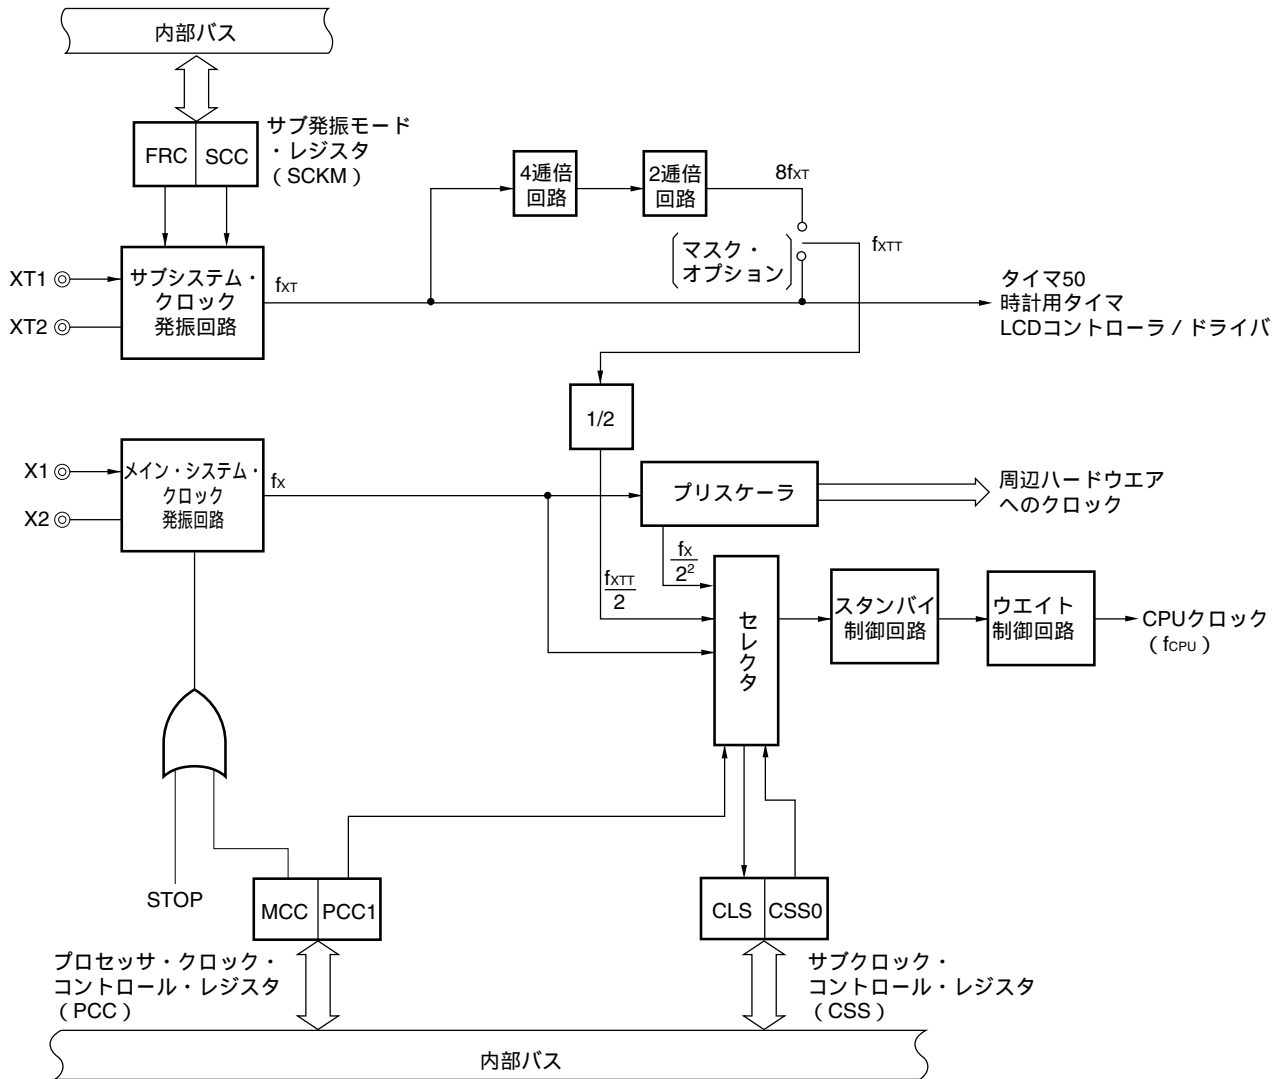 内部バス
FRC SCC
サブ発振モード
・レジスタ
（SCKM）
4逓倍
回路
2逓倍
回路
8fXT
マスク・
オプション
fXTT
XT1
XT2
サブシステム・
クロック
発振回路
fXT
タイマ50
時計用タイマ
LCDコントローラ / ドライバ
1/2
X1
X2
メイン・システム・
クロック
発振回路
fX
プリスケーラ
周辺ハードウエア
へのクロック
fX
2²
fXTT
2
セレクタ
スタンバイ
制御回路
ウエイト
制御回路
CPUクロック
（fCPU）
STOP
MCC PCC1
CLS CSS0
プロセッサ・クロック・
コントロール・レジスタ
（PCC）
サブクロック・
コントロール・レジスタ
（CSS）
内部バス